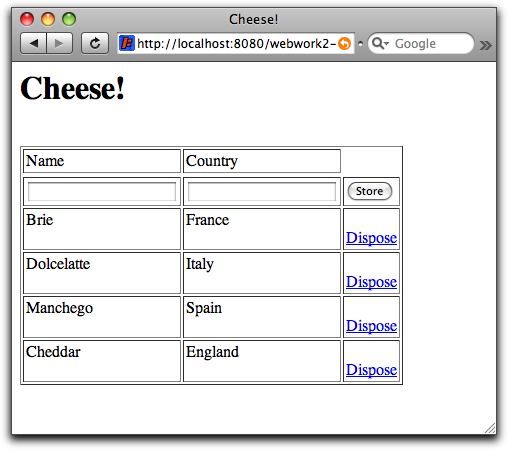 Cheese!
http://localhost:8080/webwork2- Google
Cheese!
Name Country
Store
Brie France Dispose
Dolcelatte Italy Dispose
Manchego Spain Dispose
Cheddar England Dispose